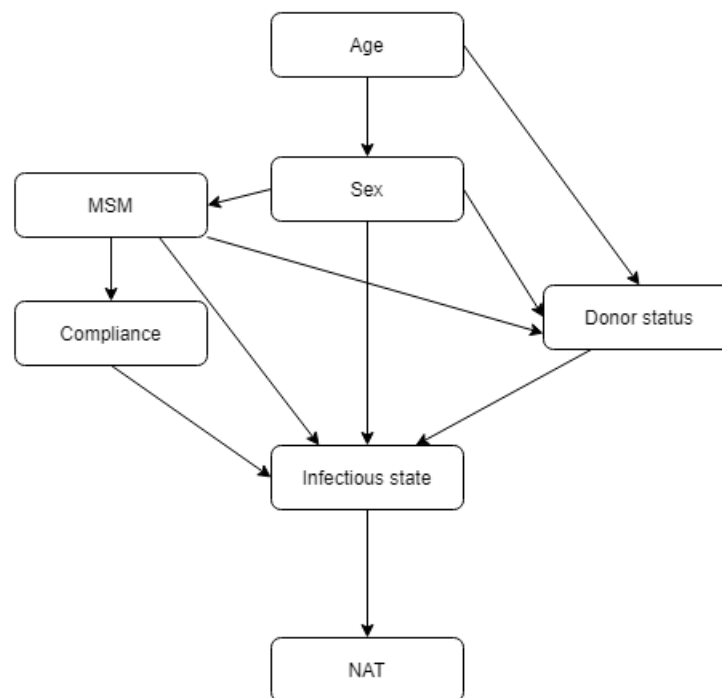 Age
MSM
Sex
Compliance
Donor status
Infectious state
NAT